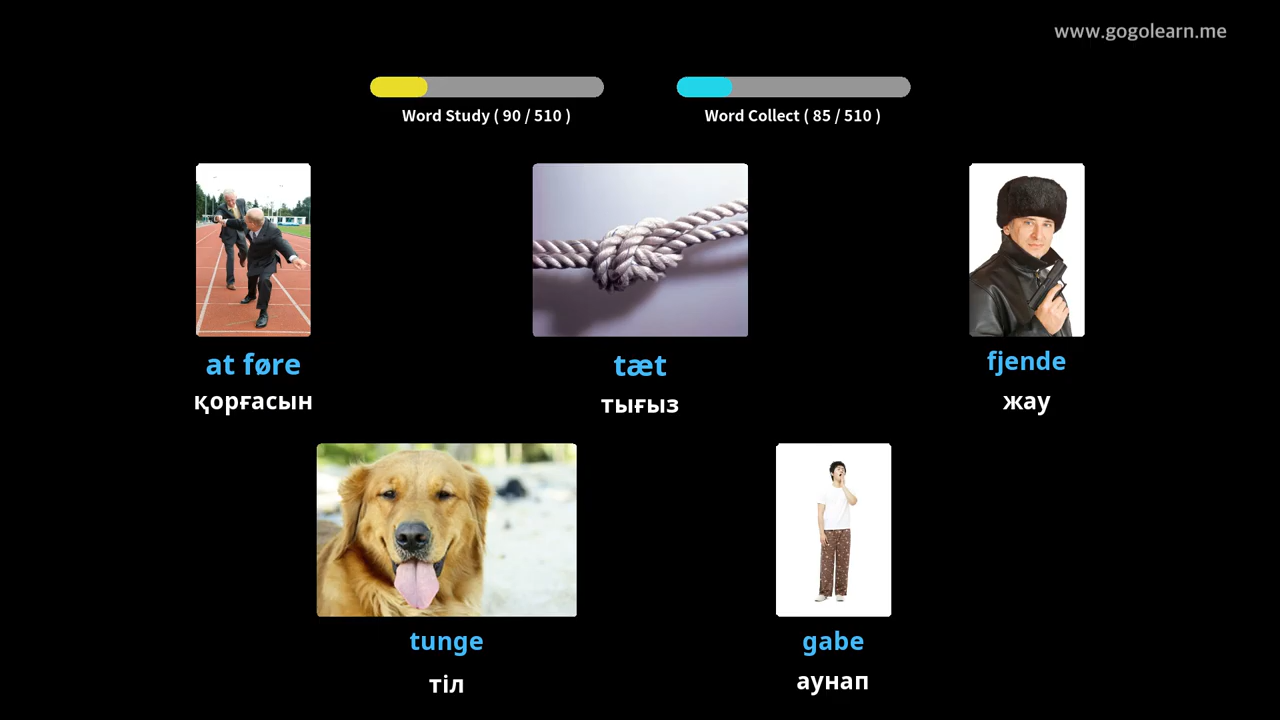 www.gogolearn.me
Word Study ( 90 / 510 )
Word Collect ( 85 / 510 )
at føre
қорғасын
tæt
тығыз
fjende
жау
tunge
тіл
gabe
аунап